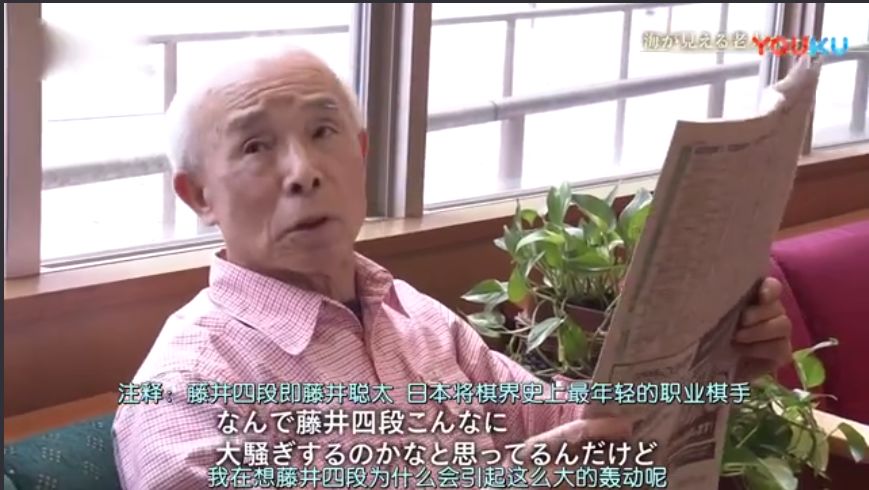 海が見える老
YOUKU
注释：藤井四段即藤井聪太 日本将棋界史上最年轻的职业棋手
なんで藤井四段こんなに
大騒ぎするのかなと思ってるんだけど
我在想藤井四段为什么会引起这么大的轰动呢